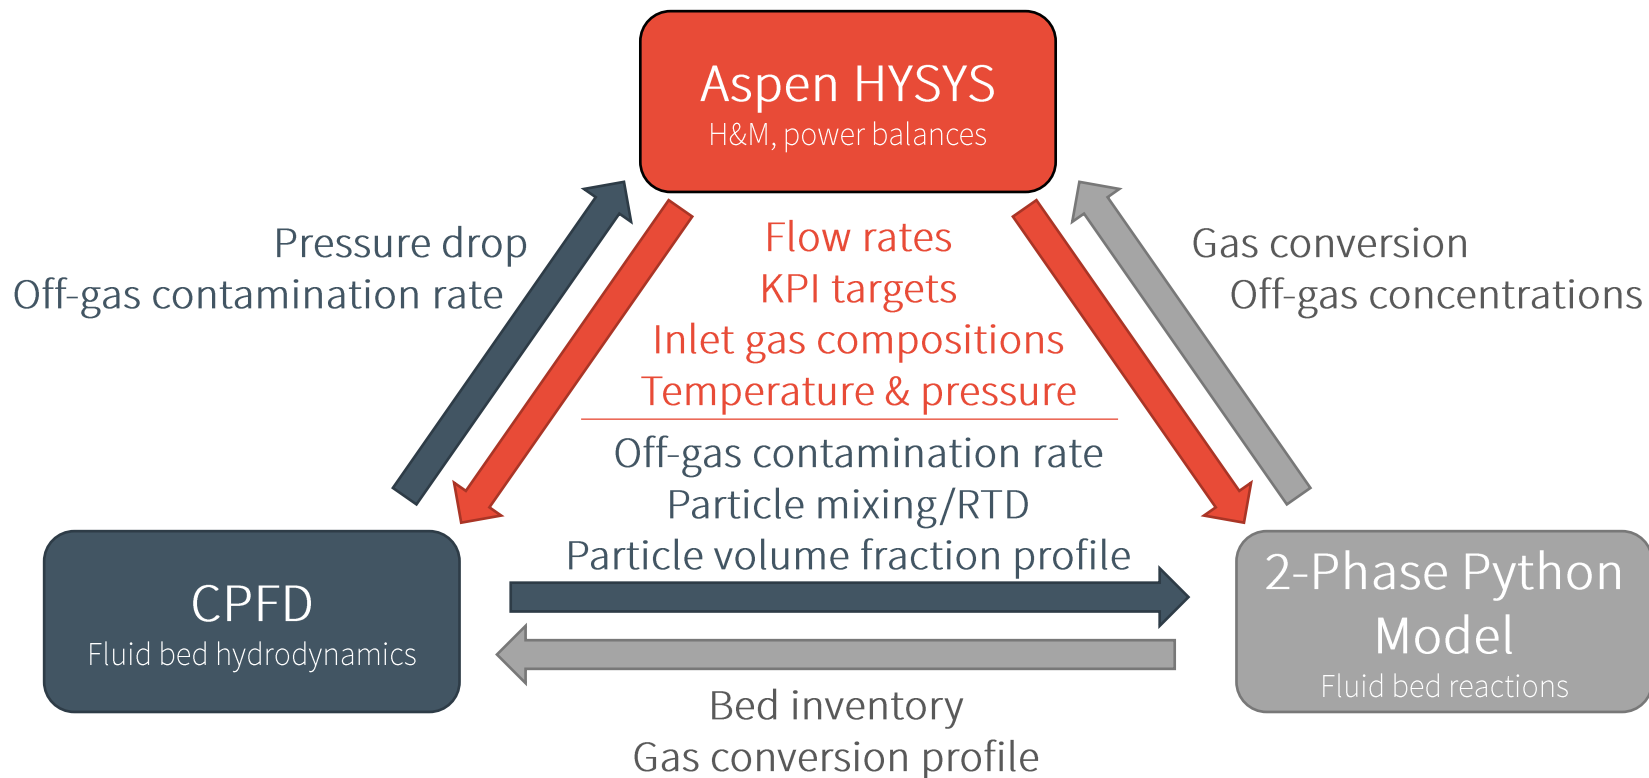 Aspen HYSYS
H&M, power balances
Pressure drop
Off-gas contamination rate
Flow rates
KPI targets
Inlet gas compositions
Temperature & pressure
Gas conversion
Off-gas concentrations
Off-gas contamination rate
Particle mixing/RTD
Particle volume fraction profile
CPFD
Fluid bed hydrodynamics
2-Phase Python
Model
Fluid bed reactions
Bed inventory
Gas conversion profile